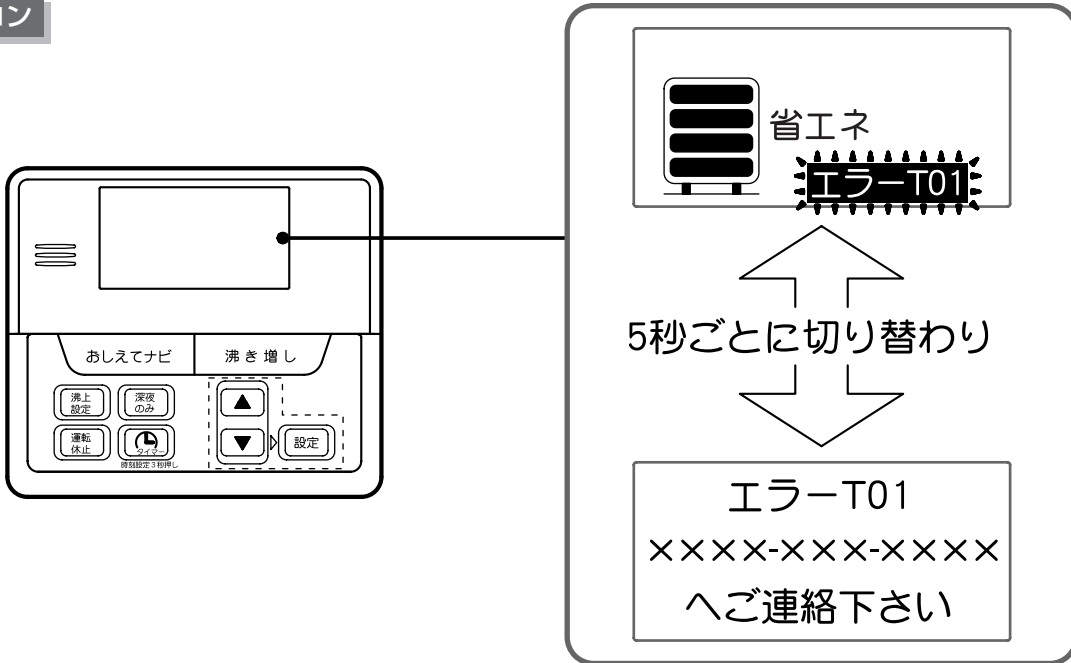 コン
省エネ
エラーT01
5秒ごとに切り替わり
エラーT01
××××-×××-××××
へご連絡下さい
おしえてナビ
沸き増し
沸上
設定
深夜
のみ
▲
運転
休止
タイマー
▼
設定
時刻設定3秒押し